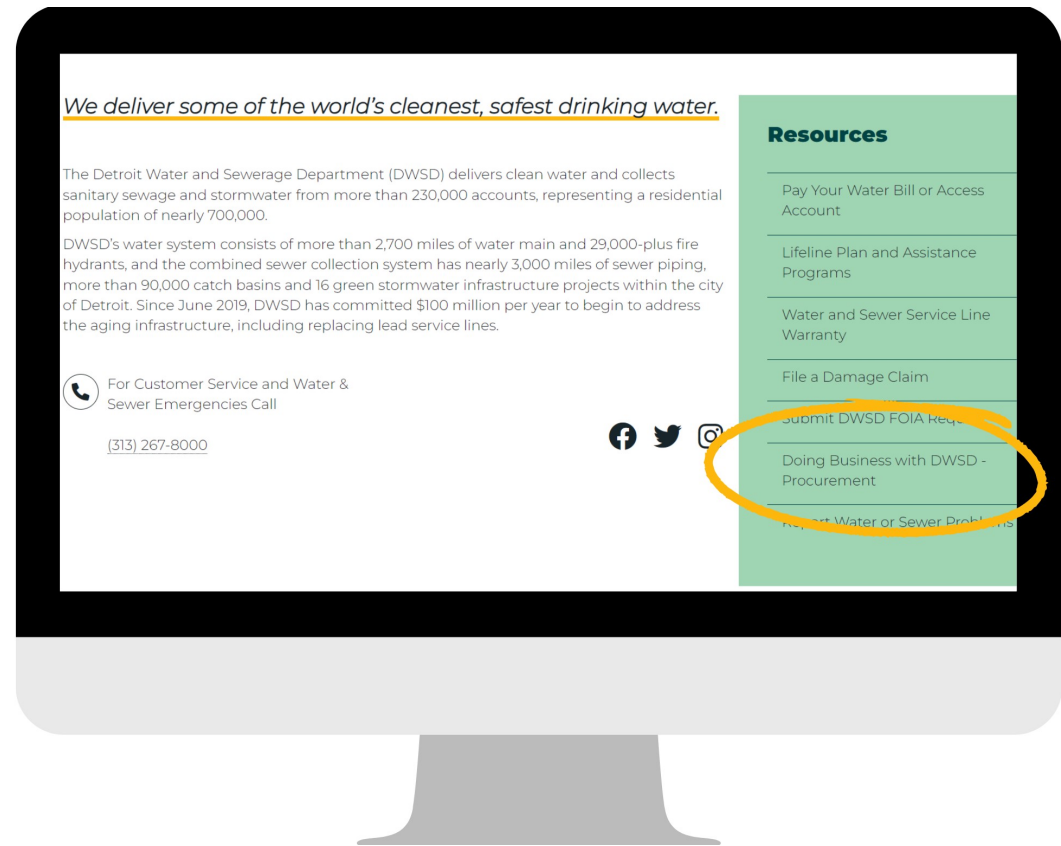 We deliver some of the world's cleanest, safest drinking water.
The Detroit Water and Sewerage Department (DWSD) delivers clean water and collects
sanitary sewage and stormwater from more than 230,000 accounts, representing a residential
population of nearly 700,000.
DWSD's water system consists of more than 2,700 miles of water main and 29,000-plus fire
hydrants, and the combined sewer collection system has nearly 3,000 miles of sewer piping,
more than 90,000 catch basins and 16 green stormwater infrastructure projects within the city
of Detroit. Since June 2019, DWSD has committed $100 million per year to begin to address
the aging infrastructure, including replacing lead service lines.
For Customer Service and Water &
Sewer Emergencies Call
(313) 267-8000
Resources
Pay Your Water Bill or Access
Account
Lifeline Plan and Assistance
Programs
Water and Sewer Service Line
Warranty
File a Damage Claim
Submit DWSD FOIA
Doing Business with DWSD -
Procurement
Report Water or Sewer Problems